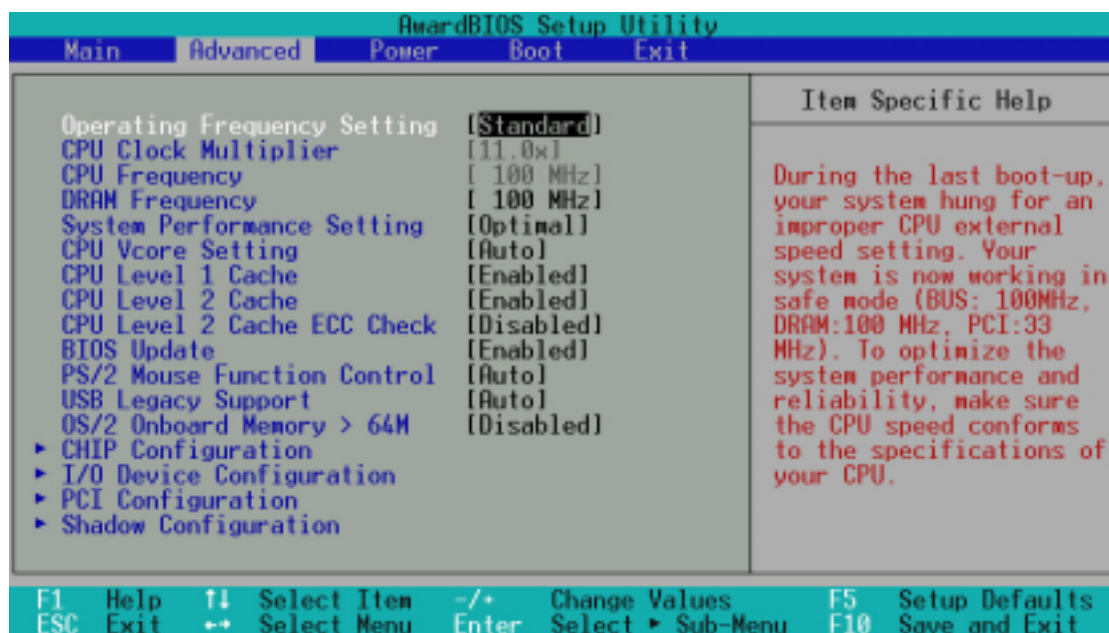 AwardBIOS Setup Utility
Main Advanced Power Boot Exit
Item Specific Help
Operating Frequency Setting [Standard]
CPU Clock Multiplier [11.0x]
CPU Frequency [ 100 MHz]
DRAM Frequency [ 100 MHz]
System Performance Setting [Optimal]
CPU Vcore Setting [Auto]
CPU Level 1 Cache [Enabled]
CPU Level 2 Cache [Enabled]
CPU Level 2 Cache ECC Check [Disabled]
BIOS Update [Enabled]
PS/2 Mouse Function Control [Auto]
USB Legacy Support [Auto]
OS/2 Onboard Memory > 64M [Disabled]
▸ CHIP Configuration
▸ I/O Device Configuration
▸ PCI Configuration
▸ Shadow Configuration
During the last boot-up,
your system hung for an
improper CPU external
speed setting. Your
system is now working in
safe mode (BUS: 100MHz,
DRAM:100 MHz, PCI:33
MHz). To optimize the
system performance and
reliability, make sure
the CPU speed conforms
to the specifications of
your CPU.
F1 Help ↑↓ Select Item -/+ Change Values F5 Setup Defaults
ESC Exit ←→ Select Menu Enter Select ▸ Sub-Menu F10 Save and Exit